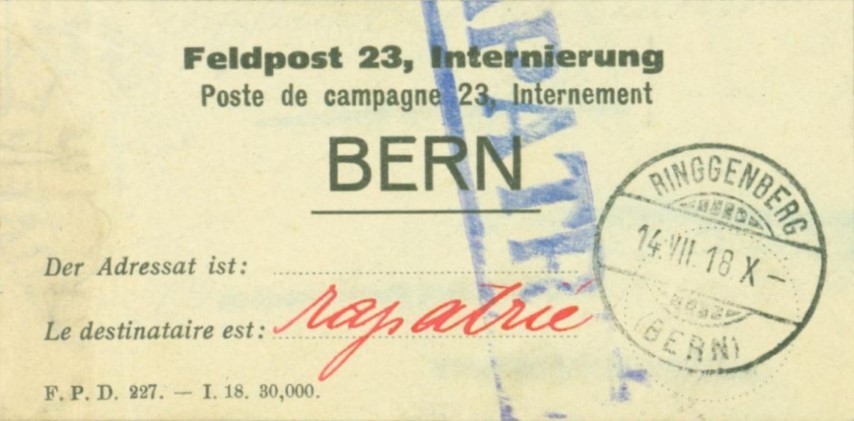 Feldpost 23, Internierung
Poste de campagne 23, Internement
BERN
Der Adressat ist:
Le destinataire est: rapatrié
F. P. D. 227. — I. 18. 30,000.
RINGGENBERG
14.VII.18 X –
(BERN)